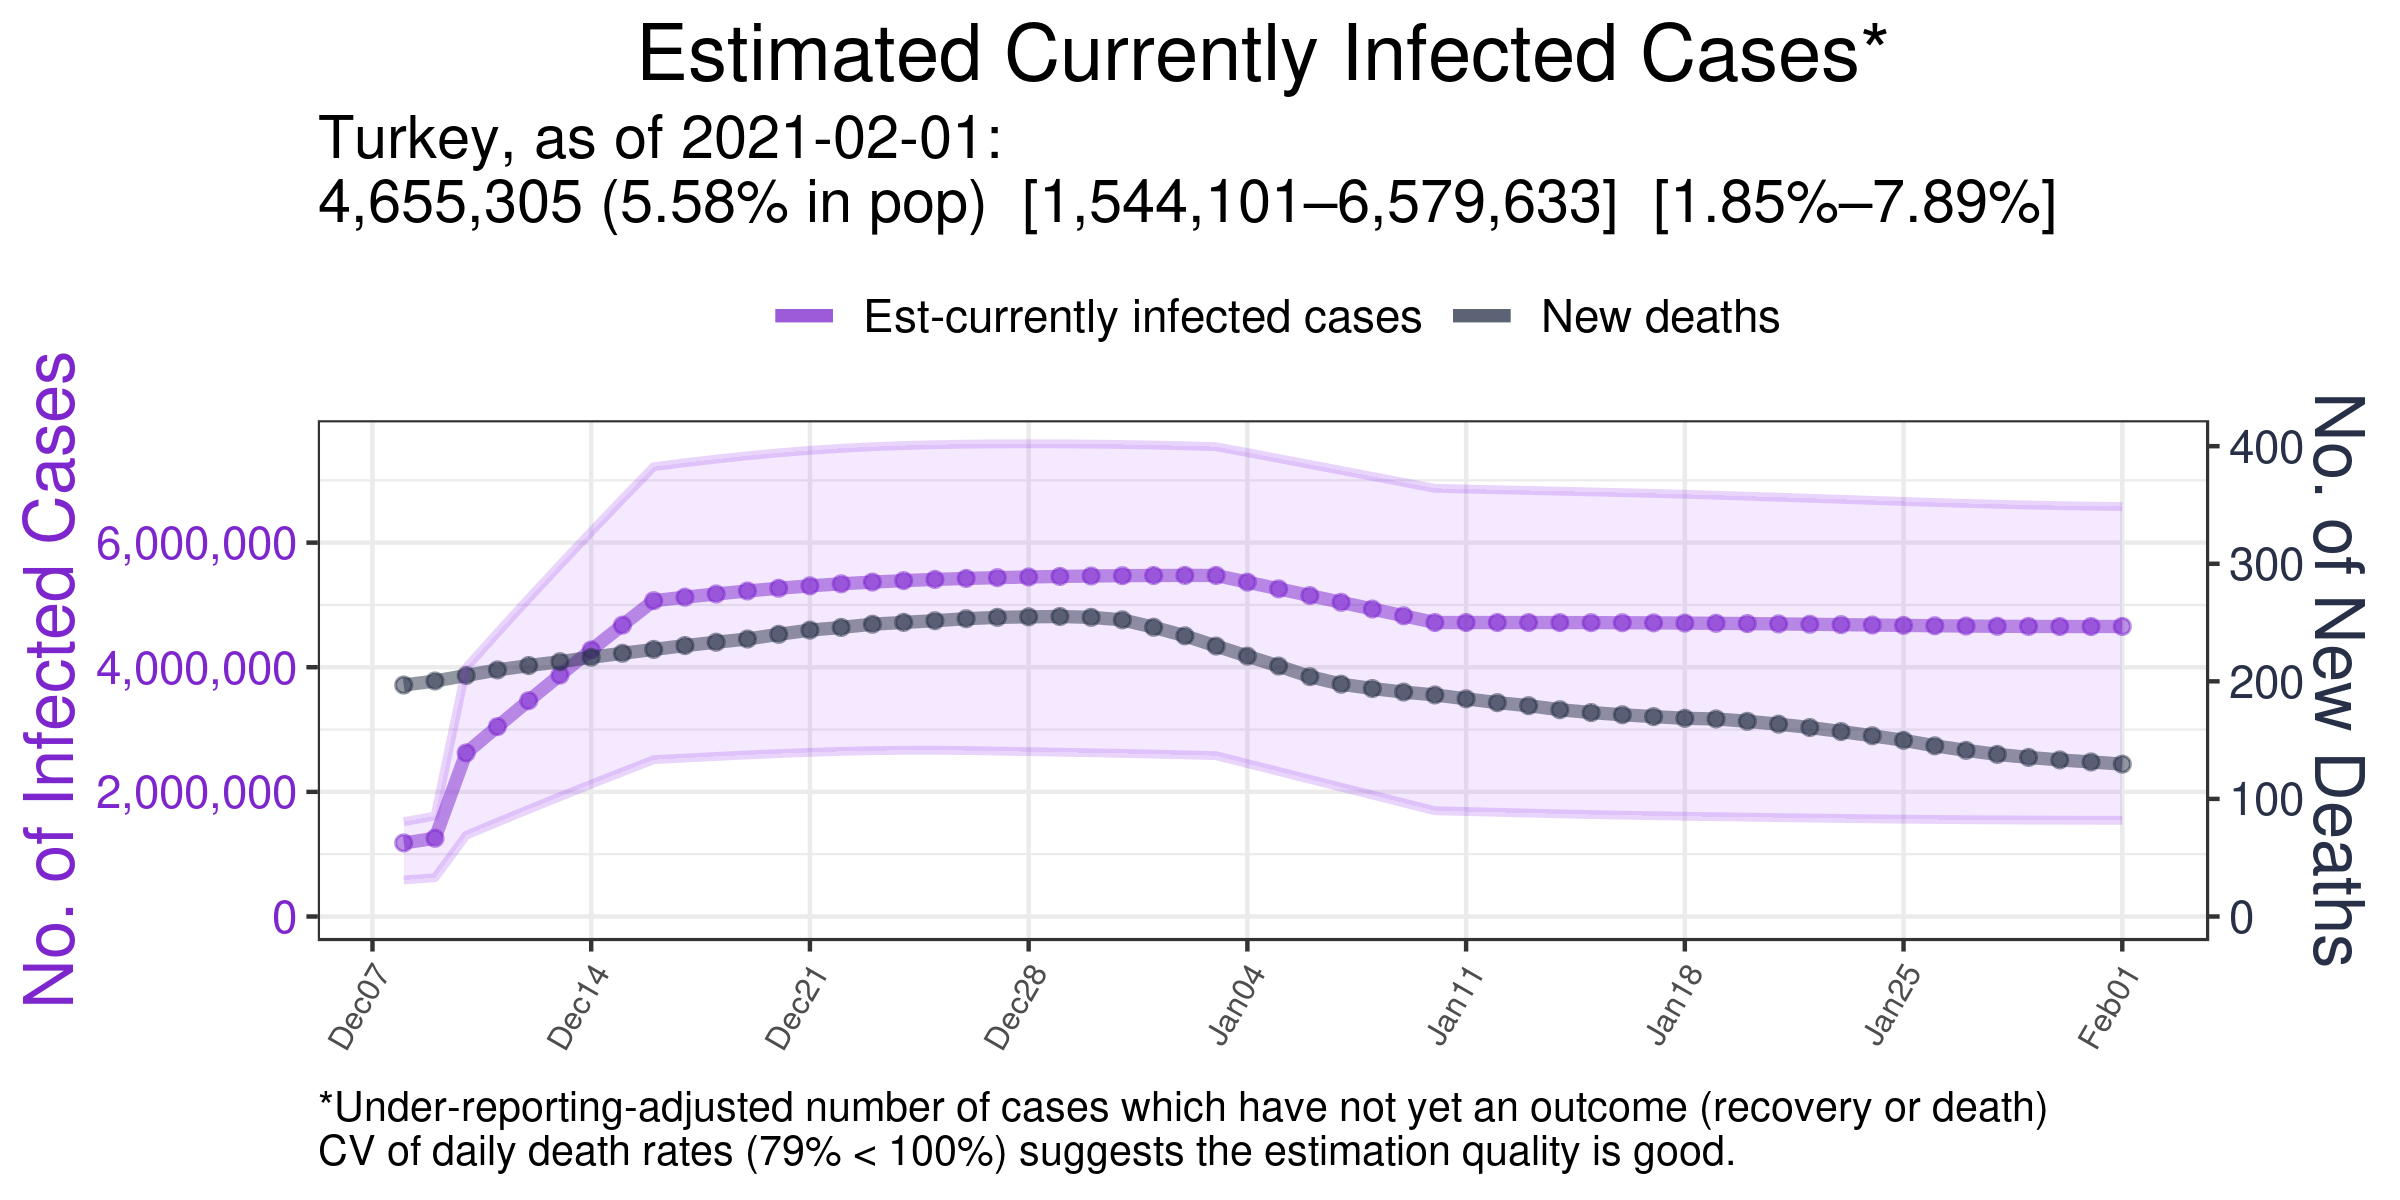 Estimated Currently Infected Cases*
Turkey, as of 2021-02-01:
4,655,305 (5.58% in pop) [1,544,101–6,579,633] [1.85%–7.89%]
Est-currently infected cases
New deaths
No. of Infected Cases
6,000,000
4,000,000
2,000,000
0
400
300
200
100
0
No. of New Deaths
Dec07
Dec14
Dec21
Dec28
Jan04
Jan11
Jan18
Jan25
Feb01
*Under-reporting-adjusted number of cases which have not yet an outcome (recovery or death)
CV of daily death rates (79% < 100%) suggests the estimation quality is good.